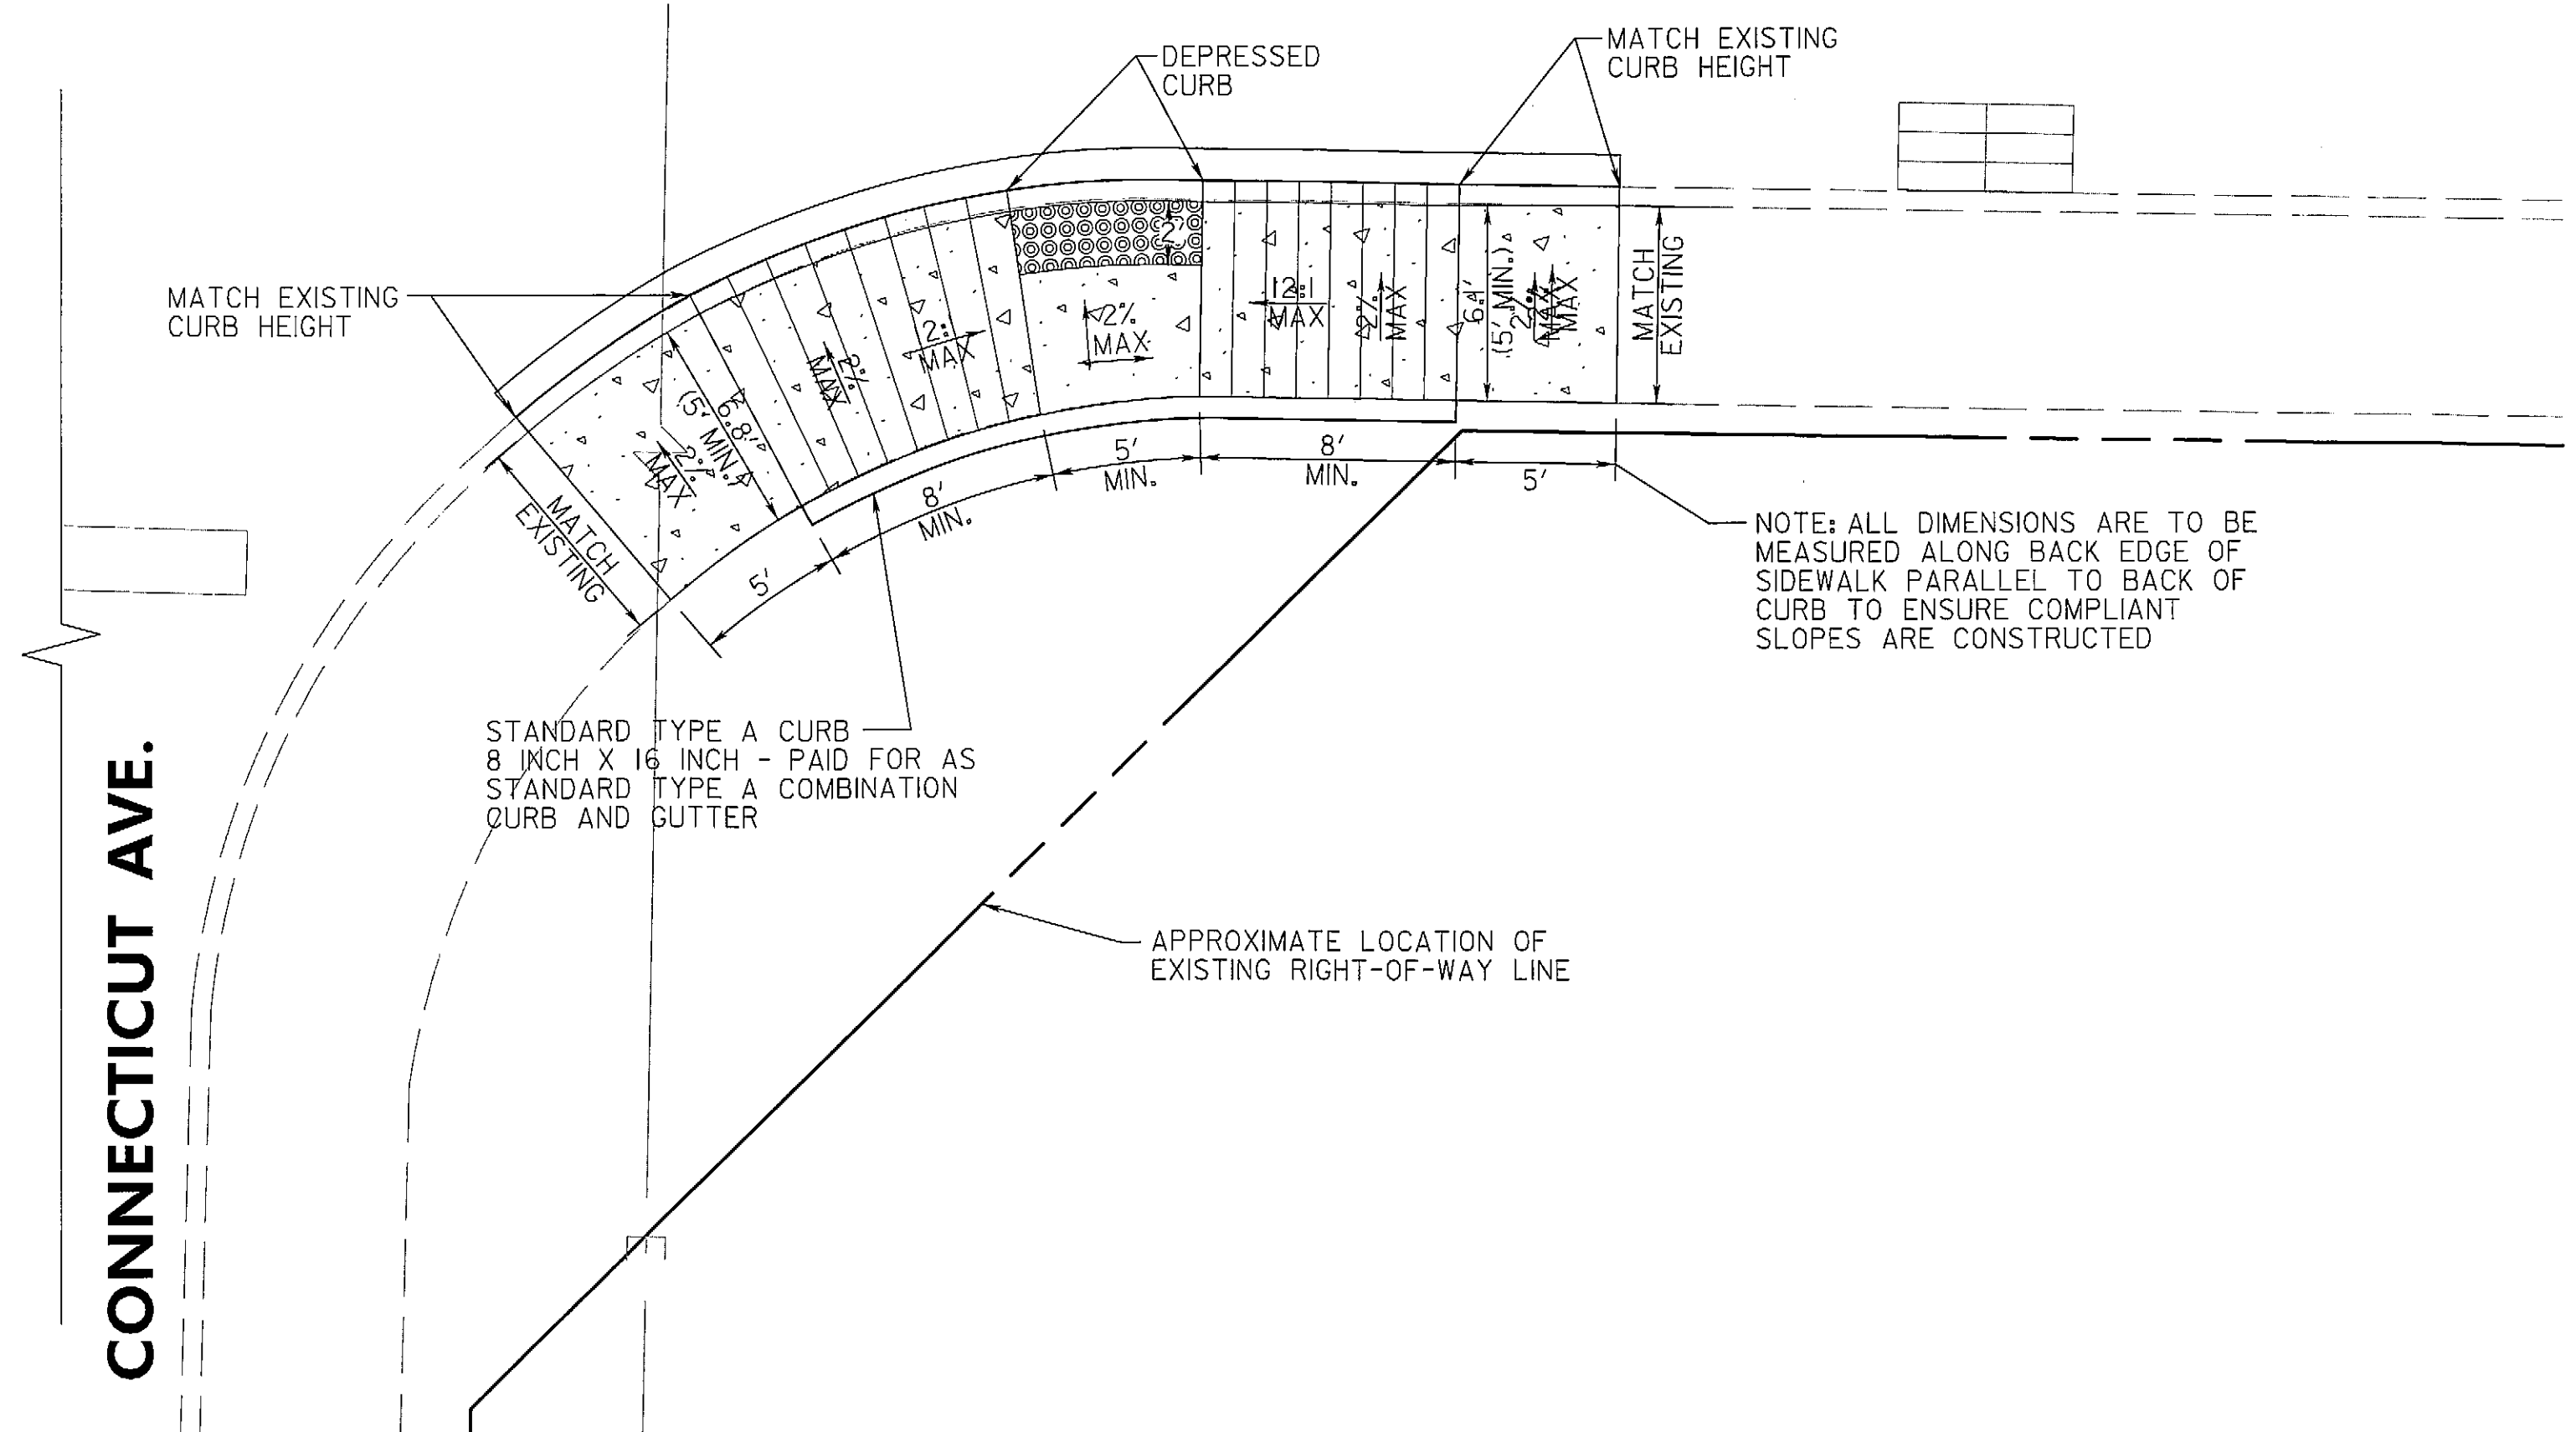 DEPRESSED
CURB
MATCH EXISTING
CURB HEIGHT
MATCH EXISTING
CURB HEIGHT
2'
12:1
MAX
2%
MAX
6.1'
(5' MIN.)
MAX
MAX
MATCH
EXISTING
2%
MAX
2:
MAX
2%
MAX
6.8'
(5' MIN.)
2%
MAX
MATCH
EXISTING
5'
8'
MIN.
5'
MIN.
8'
MIN.
5'
NOTE: ALL DIMENSIONS ARE TO BE
MEASURED ALONG BACK EDGE OF
SIDEWALK PARALLEL TO BACK OF
CURB TO ENSURE COMPLIANT
SLOPES ARE CONSTRUCTED
STANDARD TYPE A CURB
8 INCH X 16 INCH - PAID FOR AS
STANDARD TYPE A COMBINATION
CURB AND GUTTER
APPROXIMATE LOCATION OF
EXISTING RIGHT-OF-WAY LINE
CONNECTICUT AVE.